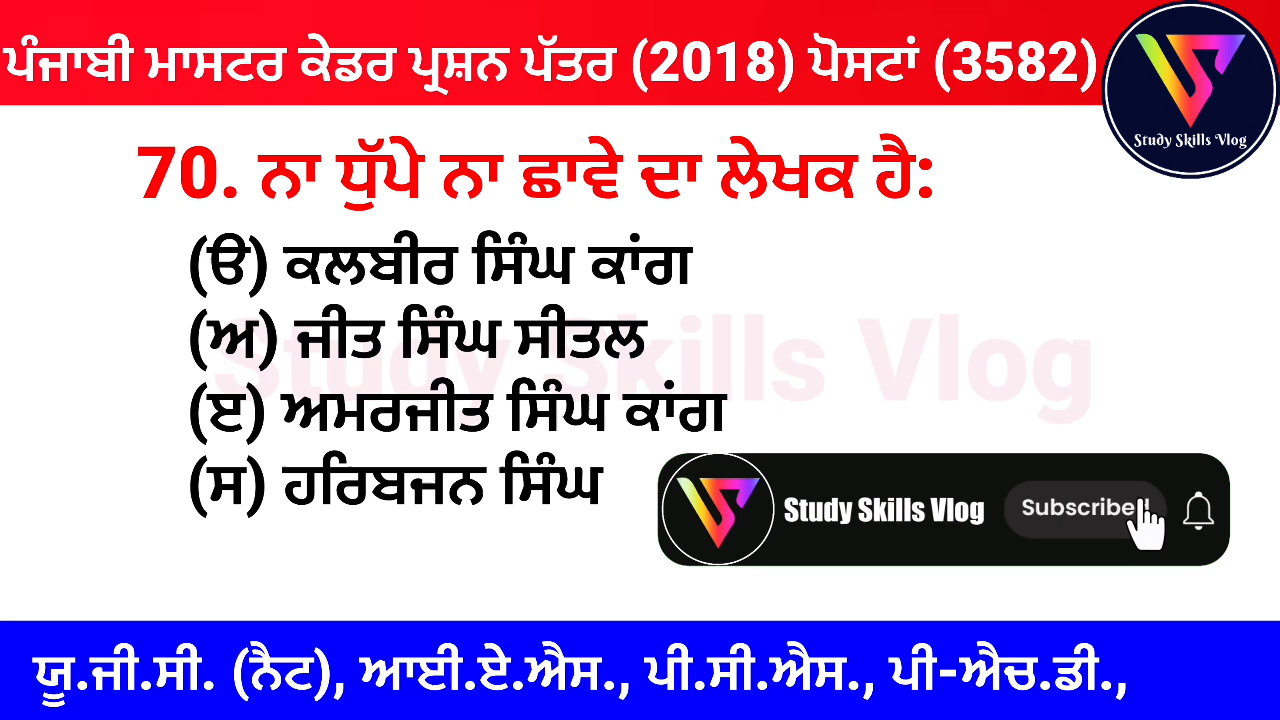 ਪੰਜਾਬੀ ਮਾਸਟਰ ਕੇਡਰ ਪ੍ਰਸ਼ਨ ਪੱਤਰ (2018) ਪੋਸਟਾਂ (3582)
Study Skills Vlog
70. ਨਾ ਧੁੱਪੇ ਨਾ ਛਾਵੇ ਦਾ ਲੇਖਕ ਹੈ:
(ੳ) ਕਲਬੀਰ ਸਿੰਘ ਕਾਂਗ
(ਅ) ਜੀਤ ਸਿੰਘ ਸੀਤਲ
Study Skills Vlog
(ੲ) ਅਮਰਜੀਤ ਸਿੰਘ ਕਾਂਗ
(ਸ) ਹਰਿਬਜਨ ਸਿੰਘ
Study Skills Vlog Subscribe
ਯੂ.ਜੀ.ਸੀ. (ਨੈਟ), ਆਈ.ਏ.ਐਸ., ਪੀ.ਸੀ.ਐਸ., ਪੀ-ਐਚ.ਡੀ.,